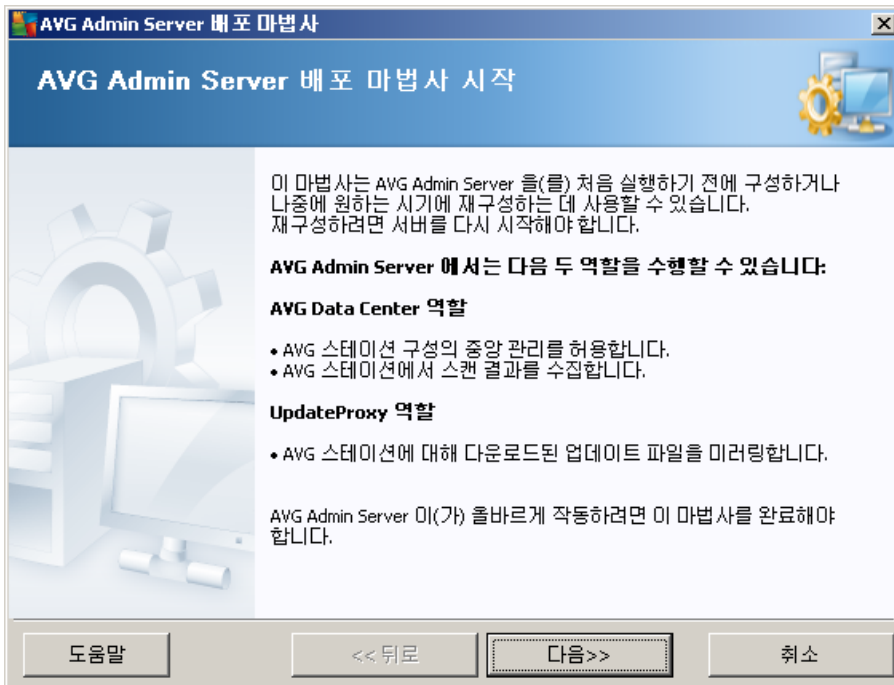 AVG Admin Server 배포 마법사
AVG Admin Server 배포 마법사 시작
이 마법사는 AVG Admin Server 을(를) 처음 실행하기 전에 구성하거나
나중에 원하는 시기에 재구성하는 데 사용할 수 있습니다.
재구성하려면 서버를 다시 시작해야 합니다.
AVG Admin Server 에서는 다음 두 역할을 수행할 수 있습니다:
AVG Data Center 역할
• AVG 스테이션 구성의 중앙 관리를 허용합니다.
• AVG 스테이션에서 스캔 결과를 수집합니다.
UpdateProxy 역할
• AVG 스테이션에 대해 다운로드된 업데이트 파일을 미러링합니다.
AVG Admin Server 이(가) 올바르게 작동하려면 이 마법사를 완료해야
합니다.
도움말
<< 뒤로
다음>>
취소